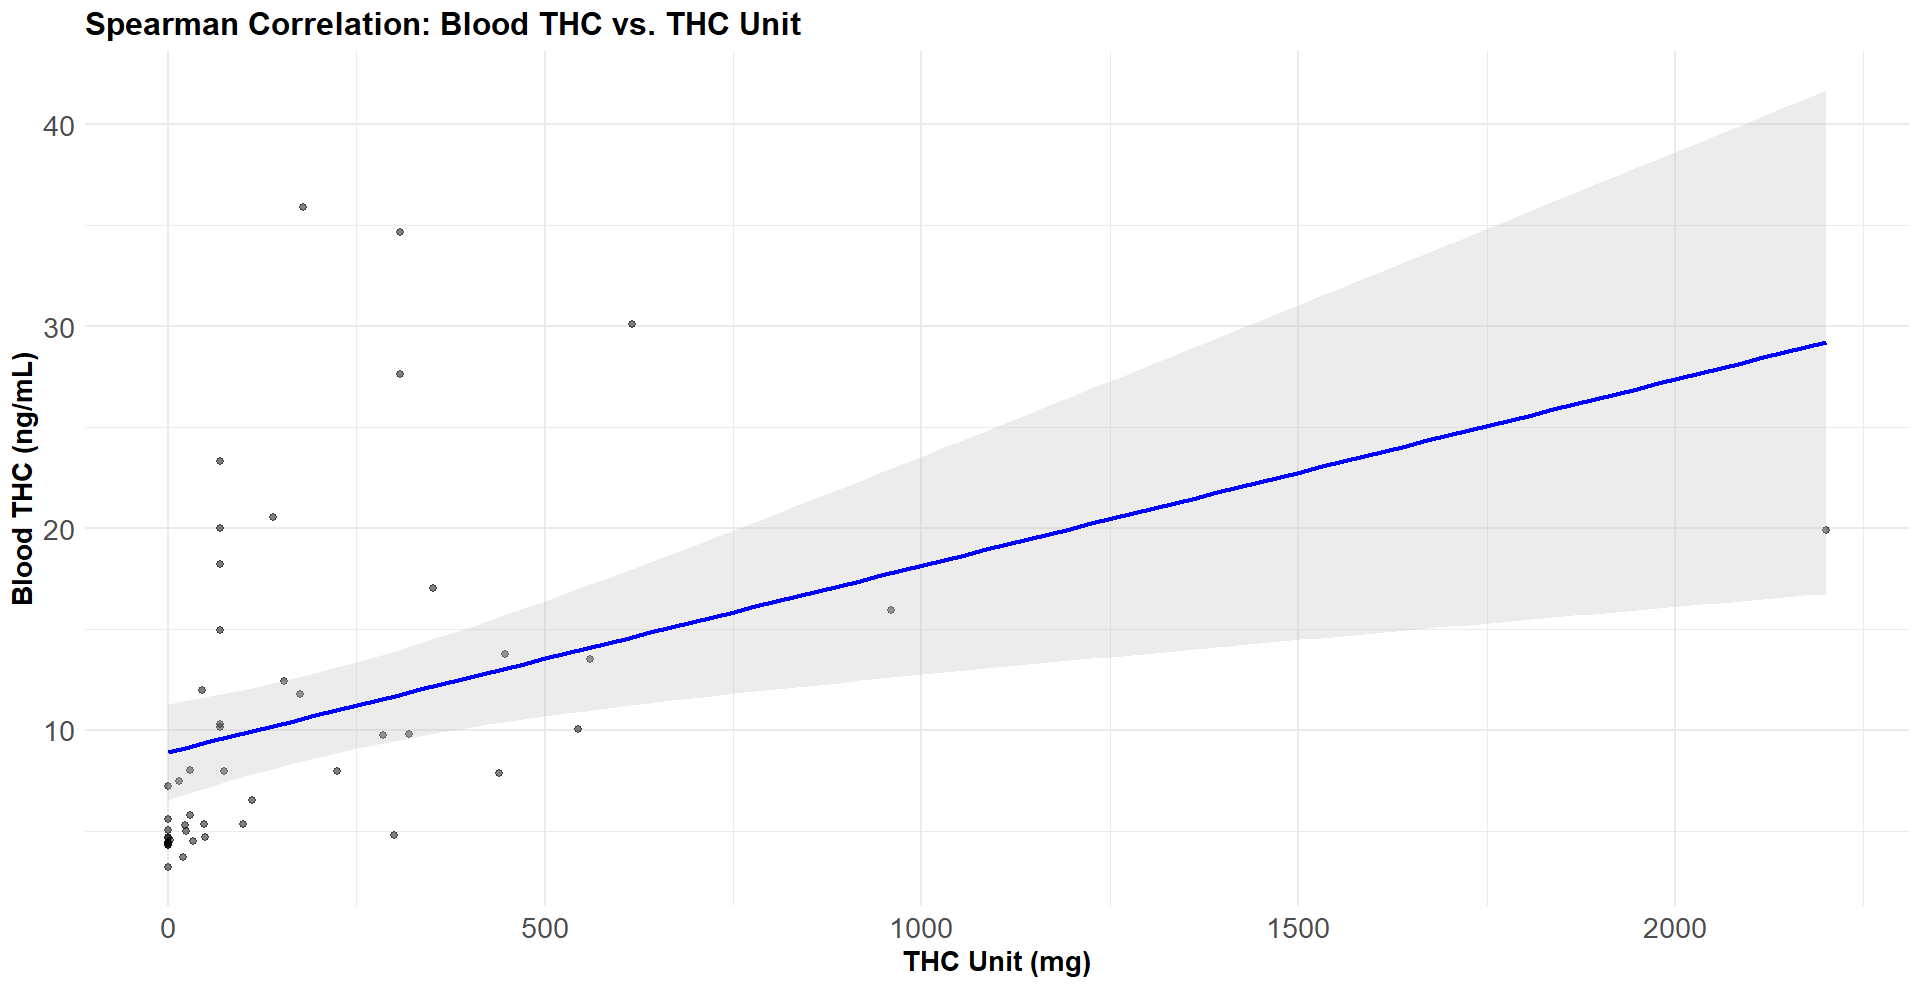 Spearman Correlation: Blood THC vs. THC Unit
40
30
20
10
Blood THC (ng/mL)
0 500 1000 1500 2000
THC Unit (mg)